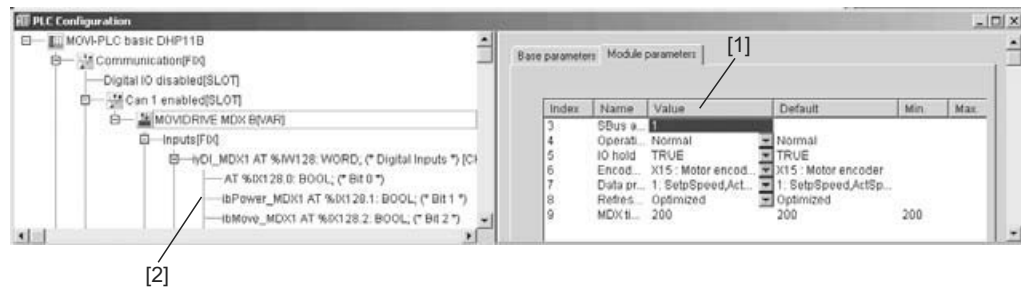 PLC Configuration
MOVI-PLC basic DHP11B
Communication[FIX]
Digital IO disabled[SLOT]
Can 1 enabled[SLOT]
MOVIDRIVE MDX B[VAR]
Inputs[FIX]
iyDI_MDX1 AT %IW128: WORD; (* Digital Inputs *) [CH
AT %IX128.0: BOOL; (* Bit 0 *)
ibPower_MDX1 AT %IX128.1: BOOL; (* Bit 1 *)
ibMove_MDX1 AT %IX128.2: BOOL; (* Bit 2 *)
[2]
[1]
Base parameters Module parameters
Index Name Value Default Min. Max.
3 SBus a... 1
4 Operati... Normal Normal
5 IO hold TRUE TRUE
6 Encod... X15 : Motor encod... X15 : Motor encoder
7 Data pr... 1: SetpSpeed,Act... 1: SetpSpeed,ActSp...
8 Refres... Optimized Optimized
9 MDX ti... 200 200 200